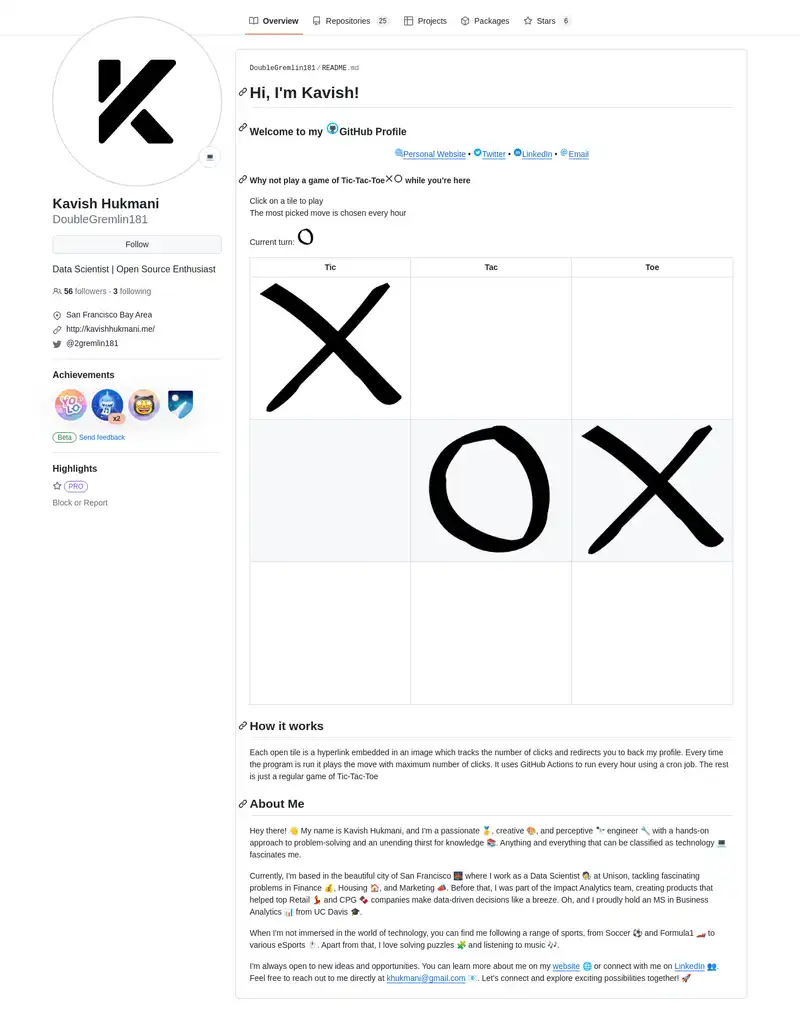 Overview
Repositories 25
Projects
Packages
Stars 6
Kavish Hukmani
DoubleGremlin181
Follow
Data Scientist | Open Source Enthusiast
56 followers · 3 following
San Francisco Bay Area
http://kavishhukmani.me/
@2gremlin181
Achievements
YOLO
x2
Beta Send feedback
Highlights
PRO
Block or Report
DoubleGremlin181/README.md
Hi, I'm Kavish!
Welcome to my GitHub Profile
Personal Website • Twitter • LinkedIn • Email
Why not play a game of Tic-Tac-Toe while you're here
Click on a tile to play
The most picked move is chosen every hour
Current turn:
Tic Tac Toe
How it works
Each open tile is a hyperlink embedded in an image which tracks the number of clicks and redirects you to back my profile. Every time
the program is run it plays the move with maximum number of clicks. It uses GitHub Actions to run every hour using a cron job. The rest
is just a regular game of Tic-Tac-Toe
About Me
Hey there! 👋 My name is Kavish Hukmani, and I'm a passionate 🏅, creative 🎨, and perceptive 🔭 engineer 🔧 with a hands-on
approach to problem-solving and an unending thirst for knowledge 📚. Anything and everything that can be classified as technology 💻
fascinates me.
Currently, I'm based in the beautiful city of San Francisco 🌉 where I work as a Data Scientist 🧑‍🔬 at Unison, tackling fascinating
problems in Finance 💰, Housing 🏠, and Marketing 📣. Before that, I was part of the Impact Analytics team, creating products that
helped top Retail 💃 and CPG 🍫 companies make data-driven decisions like a breeze. Oh, and I proudly hold an MS in Business
Analytics 📊 from UC Davis 🎓.
When I'm not immersed in the world of technology, you can find me following a range of sports, from Soccer ⚽ and Formula1 🏎️ to
various eSports 🖱️. Apart from that, I love solving puzzles 🧩 and listening to music 🎶.
I'm always open to new ideas and opportunities. You can learn more about me on my website 🌐 or connect with me on LinkedIn 👥.
Feel free to reach out to me directly at khukmani@gmail.com 📧. Let's connect and explore exciting possibilities together! 🚀